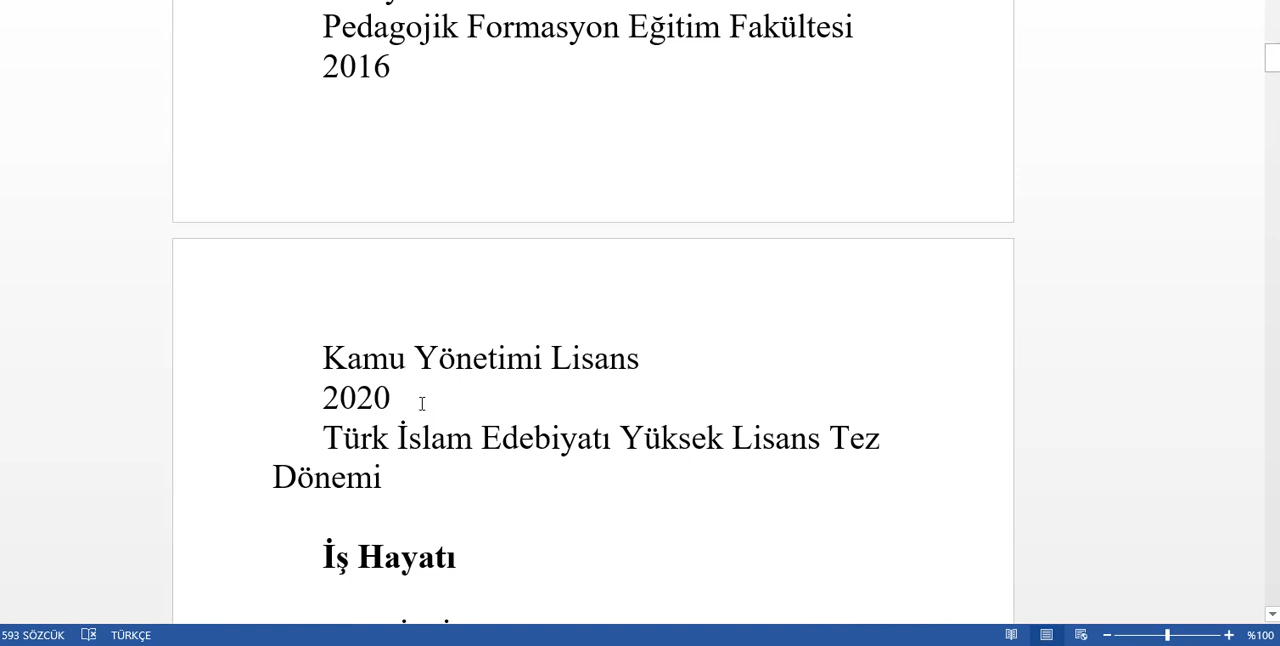 Pedagojik Formasyon Eğitim Fakültesi
2016
Kamu Yönetimi Lisans
2020
Türk İslam Edebiyatı Yüksek Lisans Tez
Dönemi
İş Hayatı
593 SÖZCÜK TÜRKÇE %100